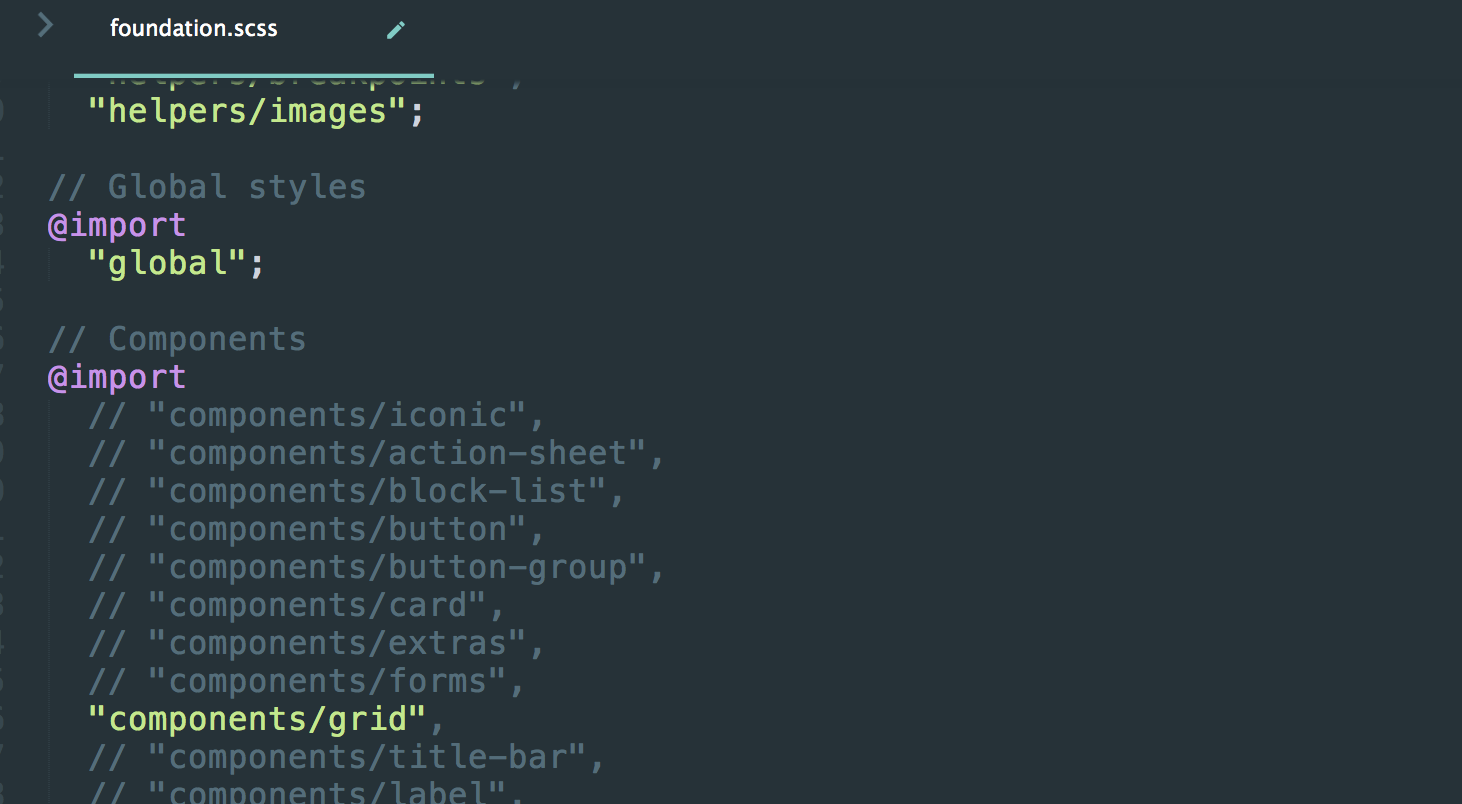 foundation.scss
"helpers/breakpoints",
"helpers/images";
// Global styles
@import
"global";
// Components
@import
// "components/iconic",
// "components/action-sheet",
// "components/block-list",
// "components/button",
// "components/button-group",
// "components/card",
// "components/extras",
// "components/forms",
"components/grid",
// "components/title-bar",
// "components/label",